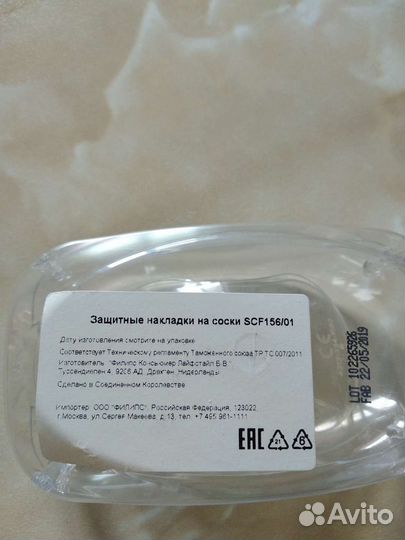 Защитные накладки на соски SCF156/01
Дату изготовления смотрите на упаковке
Соответствует Техническому регламенту Таможенного союза ТР ТС 007/2011
Изготовитель: "Филипс Консьюмер Лайфстайл Б.В."
Туссендиепен 4, 9206 АД, Драхтен, Нидерланды
Сделано в Соединенном Королевстве
Импортер: ООО "ФИЛИПС", Российская Федерация, 123022,
г.Москва, ул.Сергея Макеева, д.13, тел. +7 495 961-1111
EAC
21
6
LOT 102265926
FAB 22/05/2019
Avito